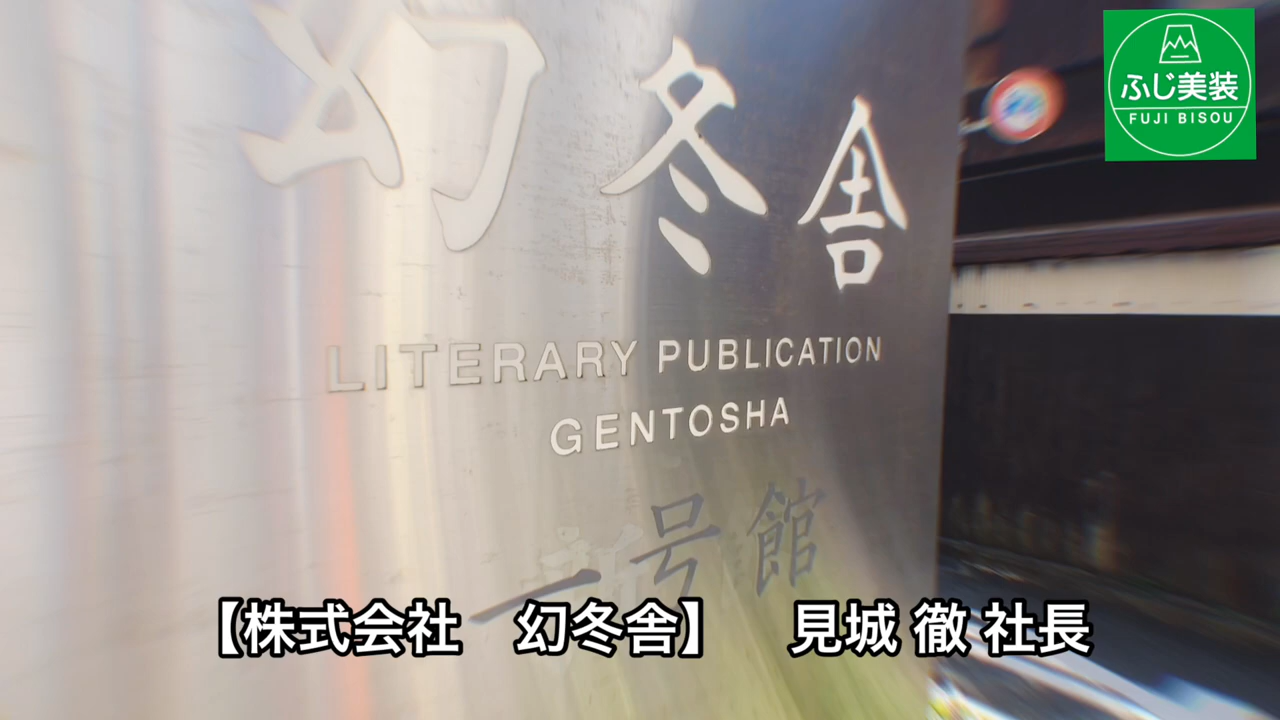 幻冬舎
ふじ美装
FUJI BISOU
LITERARY PUBLICATION
GENTOSHA
一号館
【株式会社 幻冬舎】 見城 徹 社長